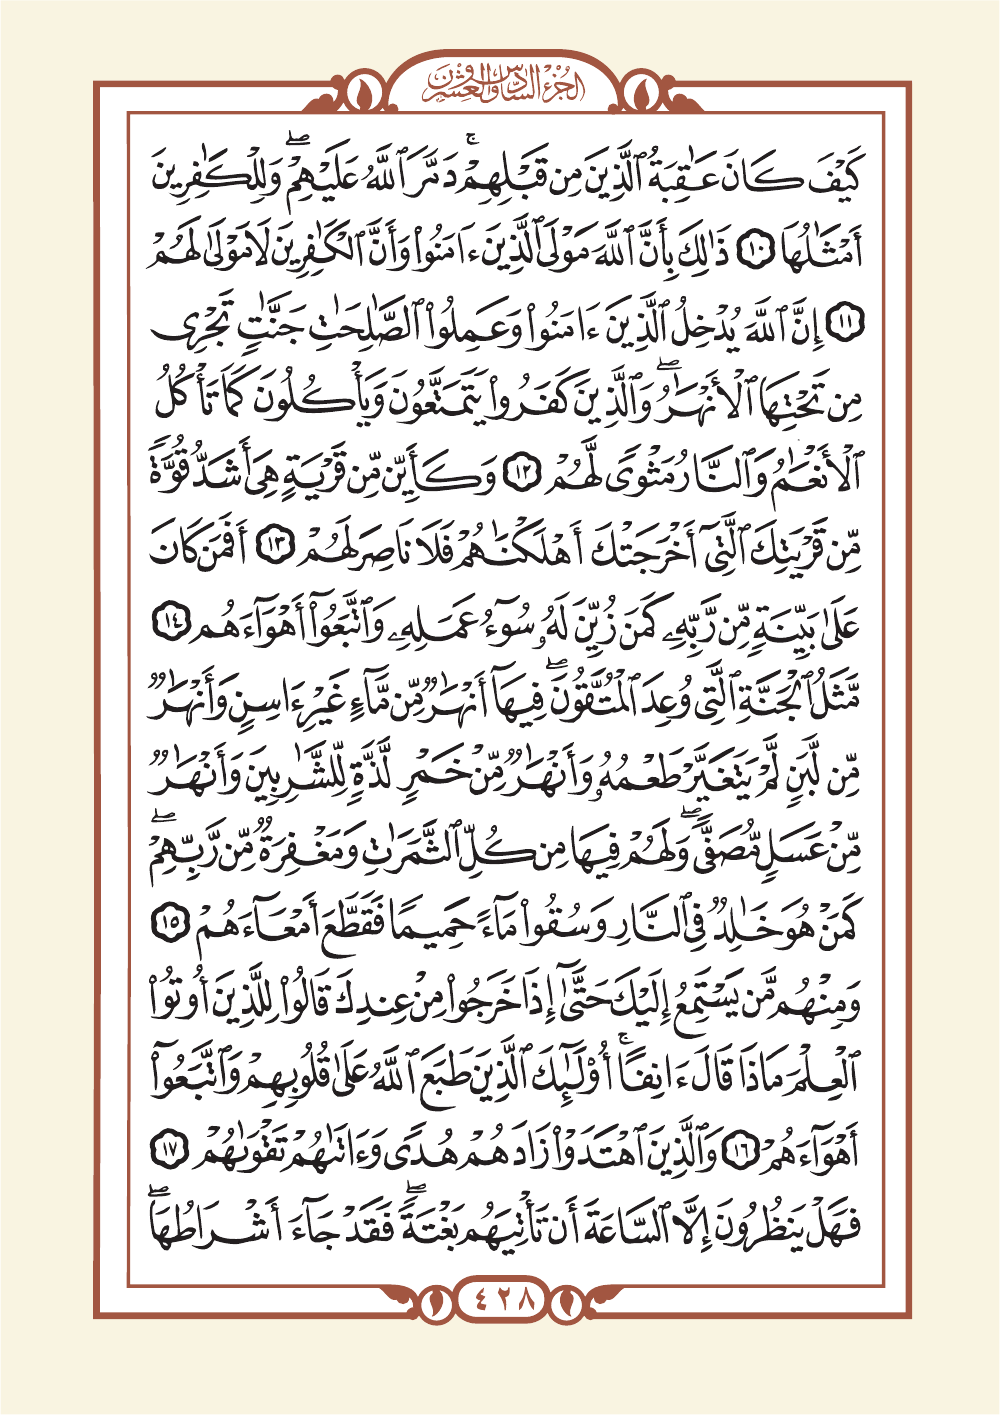 الجزء السادس والعشرون
كَيْفَ كَانَ عَٰقِبَةُ ٱلَّذِينَ مِن قَبْلِهِمْۚ دَمَّرَ ٱللَّهُ عَلَيْهِمْۖ وَلِلْكَٰفِرِينَ
أَمْثَٰلُهَا ١٠ ذَٰلِكَ بِأَنَّ ٱللَّهَ مَوْلَى ٱلَّذِينَ ءَامَنُوا۟ وَأَنَّ ٱلْكَٰفِرِينَ لَا مَوْلَىٰ لَهُمْ
١١ إِنَّ ٱللَّهَ يُدْخِلُ ٱلَّذِينَ ءَامَنُوا۟ وَعَمِلُوا۟ ٱلصَّٰلِحَٰتِ جَنَّٰتٍ تَجْرِى
مِن تَحْتِهَا ٱلْأَنْهَٰرُۖ وَٱلَّذِينَ كَفَرُوا۟ يَتَمَتَّعُونَ وَيَأْكُلُونَ كَمَا تَأْكُلُ
ٱلْأَنْعَٰمُ وَٱلنَّارُ مَثْوًى لَّهُمْ ١٢ وَكَأَيِّن مِّن قَرْيَةٍ هِىَ أَشَدُّ قُوَّةً
مِّن قَرْيَتِكَ ٱلَّتِىٓ أَخْرَجَتْكَ أَهْلَكْنَٰهُمْ فَلَا نَاصِرَ لَهُمْ ١٣ أَفَمَن كَانَ
عَلَىٰ بَيِّنَةٍ مِّن رَّبِّهِۦ كَمَن زُيِّنَ لَهُۥ سُوٓءُ عَمَلِهِۦ وَٱتَّبَعُوٓا۟ أَهْوَآءَهُم ١٤
مَّثَلُ ٱلْجَنَّةِ ٱلَّتِى وُعِدَ ٱلْمُتَّقُونَۖ فِيهَآ أَنْهَٰرٌ مِّن مَّآءٍ غَيْرِ ءَاسِنٍ وَأَنْهَٰرٌ
مِّن لَّبَنٍ لَّمْ يَتَغَيَّرْ طَعْمُهُۥ وَأَنْهَٰرٌ مِّنْ خَمْرٍ لَّذَّةٍ لِّلشَّٰرِبِينَ وَأَنْهَٰرٌ
مِّنْ عَسَلٍ مُّصَفًّىۖ وَلَهُمْ فِيهَا مِن كُلِّ ٱلثَّمَرَٰتِ وَمَغْفِرَةٌ مِّن رَّبِّهِمْۖ
كَمَنْ هُوَ خَٰلِدٌ فِى ٱلنَّارِ وَسُقُوا۟ مَآءً حَمِيمًا فَقَطَّعَ أَمْعَآءَهُمْ ١٥
وَمِنْهُم مَّن يَسْتَمِعُ إِلَيْكَ حَتَّىٰٓ إِذَا خَرَجُوا۟ مِنْ عِندِكَ قَالُوا۟ لِلَّذِينَ أُوتُوا۟
ٱلْعِلْمَ مَاذَا قَالَ ءَانِفًاۚ أُو۟لَٰٓئِكَ ٱلَّذِينَ طَبَعَ ٱللَّهُ عَلَىٰ قُلُوبِهِمْ وَٱتَّبَعُوٓا۟
أَهْوَآءَهُمْ ١٦ وَٱلَّذِينَ ٱهْتَدَوْا۟ زَادَهُمْ هُدًى وَءَاتَىٰهُمْ تَقْوَىٰهُمْ ١٧
فَهَلْ يَنظُرُونَ إِلَّا ٱلسَّاعَةَ أَن تَأْتِيَهُم بَغْتَةًۖ فَقَدْ جَآءَ أَشْرَاطُهَاۖ
٤٢٨